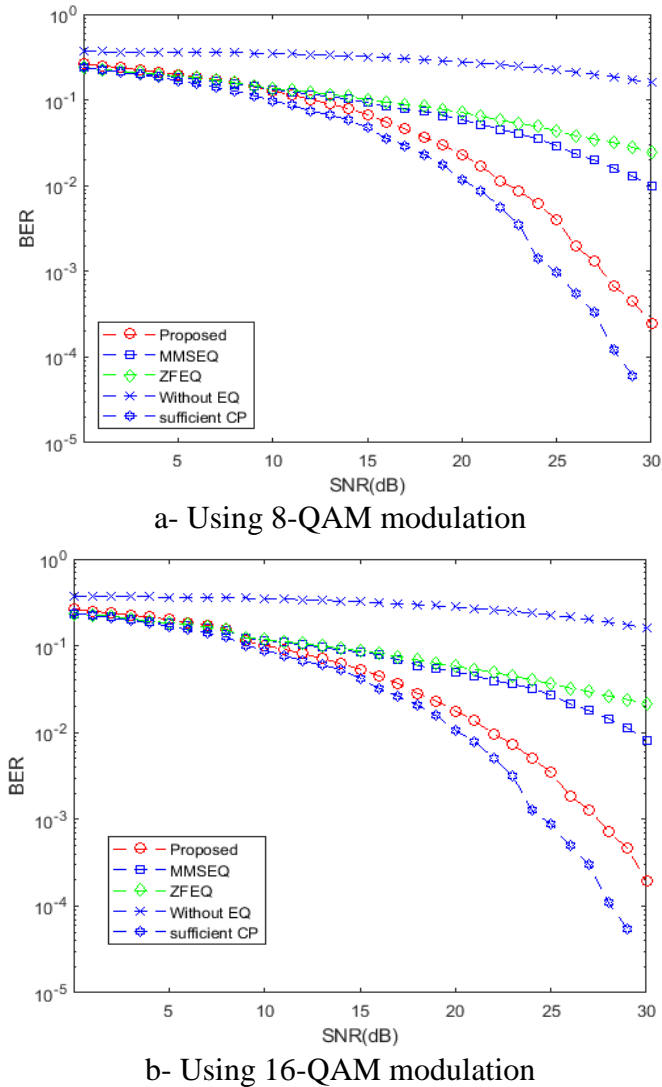 10^0
10^-1
10^-2
10^-3
10^-4
10^-5
BER
Proposed
MMSEQ
ZFEQ
Without EQ
sufficient CP
5 10 15 20 25 30
SNR(dB)
a- Using 8-QAM modulation
10^0
10^-1
10^-2
10^-3
10^-4
10^-5
BER
Proposed
MMSEQ
ZFEQ
Without EQ
sufficient CP
5 10 15 20 25 30
SNR(dB)
b- Using 16-QAM modulation